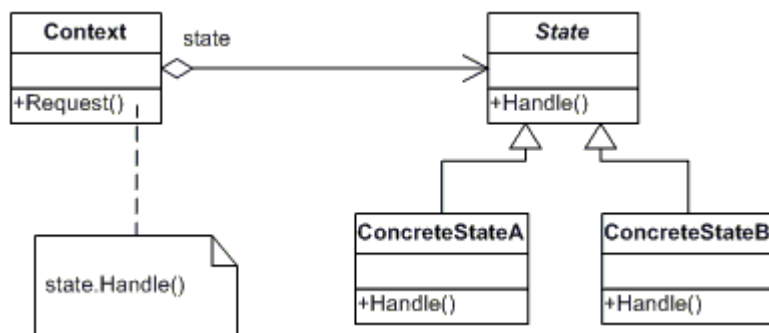 Context
state
State
+Request()
+Handle()
state.Handle()
ConcreteStateA
+Handle()
ConcreteStateB
+Handle()